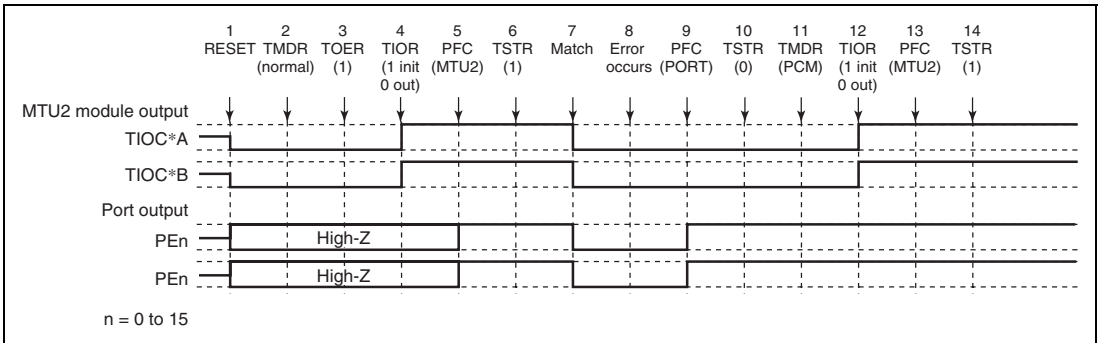 1 2 3 4 5 6 7 8 9 10 11 12 13 14
RESET TMDR TOER TIOR PFC TSTR Match Error PFC TSTR TMDR TIOR PFC TSTR
(normal) (1) (1 init (MTU2) (1) occurs (PORT) (0) (PCM) (1 init (MTU2) (1)
0 out) 0 out)
MTU2 module output
TIOC*A
TIOC*B
Port output
PEn High-Z
PEn High-Z
n = 0 to 15